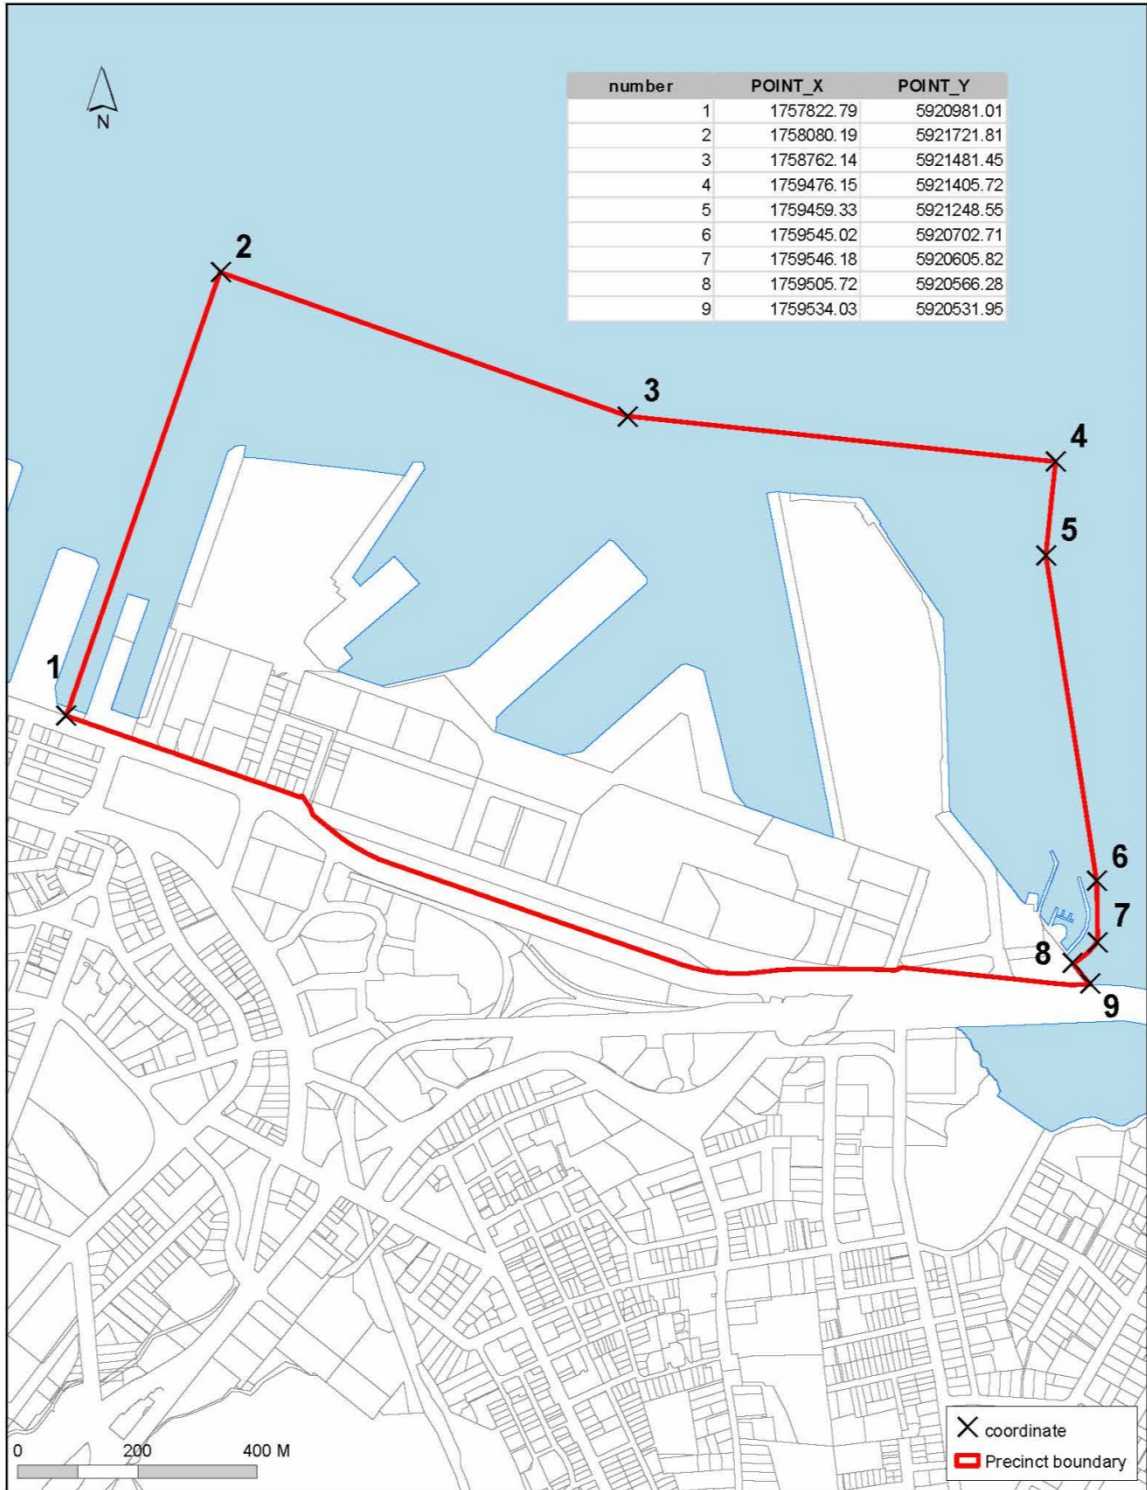 N
number POINT_X POINT_Y
1 1757822.79 5920981.01
2 1758080.19 5921721.81
3 1758762.14 5921481.45
4 1759476.15 5921405.72
5 1759459.33 5921248.55
6 1759545.02 5920702.71
7 1759546.18 5920605.82
8 1759505.72 5920566.28
9 1759534.03 5920531.95
2
3
4
5
1
6
7
8
9
0 200 400 M
coordinate
Precinct boundary